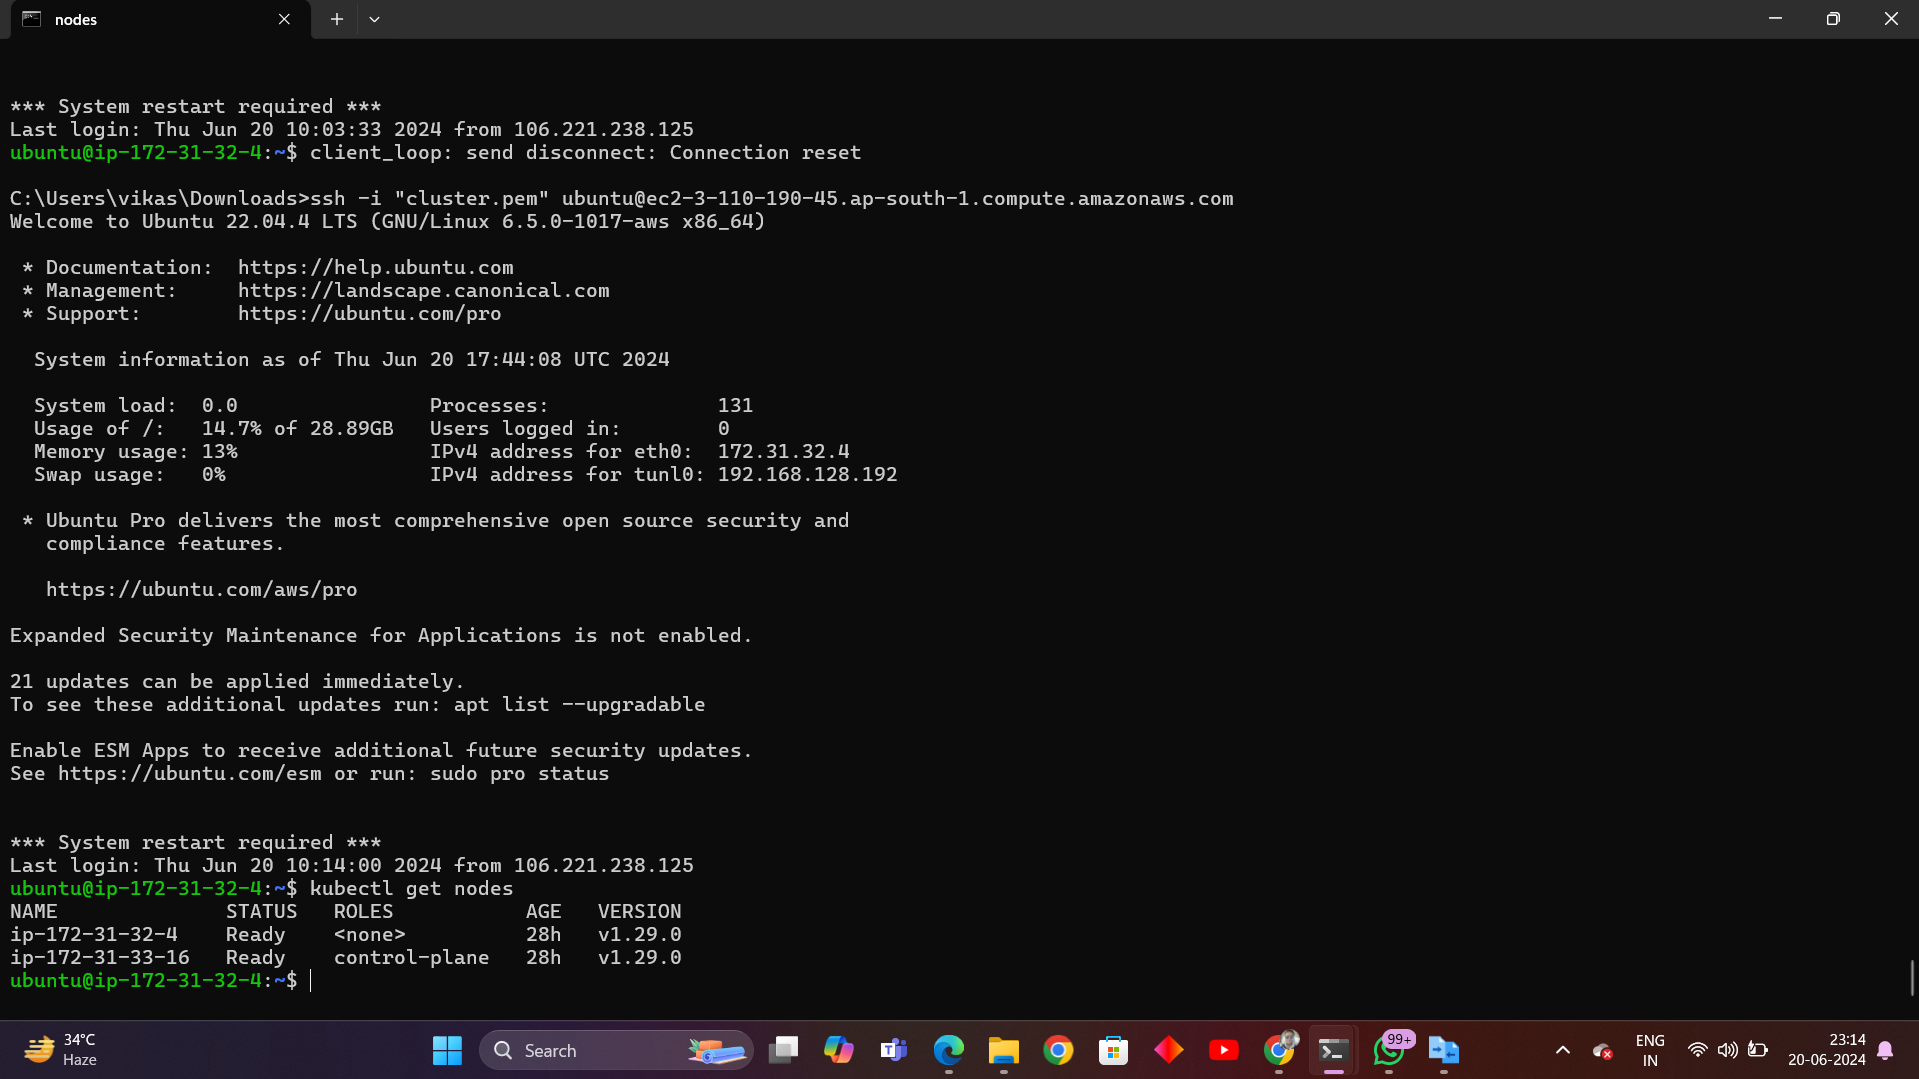 nodes
*** System restart required ***
Last login: Thu Jun 20 10:03:33 2024 from 106.221.238.125
ubuntu@ip-172-31-32-4:~$ client_loop: send disconnect: Connection reset
C:\Users\vikas\Downloads>ssh -i "cluster.pem" ubuntu@ec2-3-110-190-45.ap-south-1.compute.amazonaws.com
Welcome to Ubuntu 22.04.4 LTS (GNU/Linux 6.5.0-1017-aws x86_64)
* Documentation:  https://help.ubuntu.com
* Management:     https://landscape.canonical.com
* Support:        https://ubuntu.com/pro
System information as of Thu Jun 20 17:44:08 UTC 2024
System load:  0.0                Processes:              131
Usage of /:   14.7% of 28.89GB   Users logged in:        0
Memory usage: 13%                IPv4 address for eth0:  172.31.32.4
Swap usage:   0%                 IPv4 address for tunl0: 192.168.128.192
* Ubuntu Pro delivers the most comprehensive open source security and
compliance features.
https://ubuntu.com/aws/pro
Expanded Security Maintenance for Applications is not enabled.
21 updates can be applied immediately.
To see these additional updates run: apt list --upgradable
Enable ESM Apps to receive additional future security updates.
See https://ubuntu.com/esm or run: sudo pro status
*** System restart required ***
Last login: Thu Jun 20 10:14:00 2024 from 106.221.238.125
ubuntu@ip-172-31-32-4:~$ kubectl get nodes
NAME              STATUS   ROLES           AGE   VERSION
ip-172-31-32-4    Ready    <none>          28h   v1.29.0
ip-172-31-33-16   Ready    control-plane   28h   v1.29.0
ubuntu@ip-172-31-32-4:~$
34°C
Haze
Search
99+
ENG
IN
23:14
20-06-2024